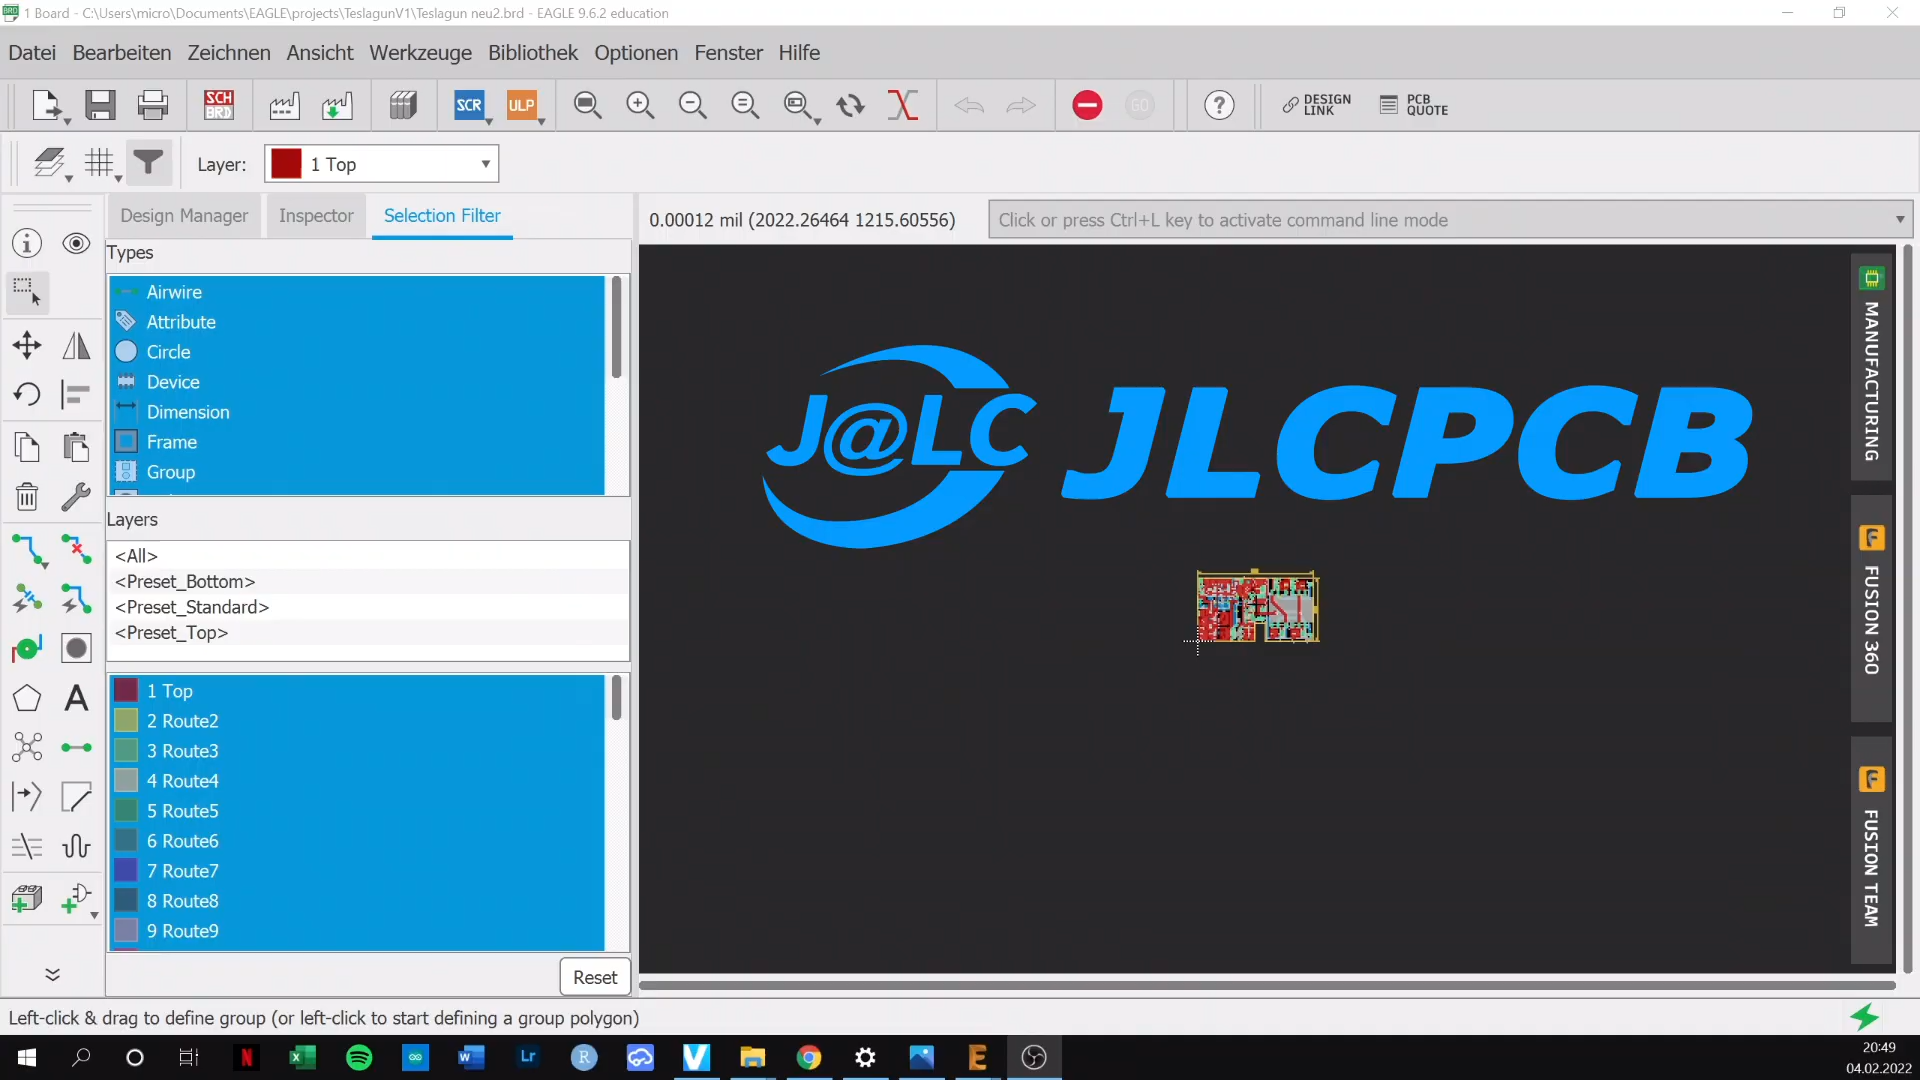 1 Board - C:\Users\micro\Documents\EAGLE\projects\TeslagunV1\Teslagun neu2.brd - EAGLE 9.6.2 education
Datei Bearbeiten Zeichnen Ansicht Werkzeuge Bibliothek Optionen Fenster Hilfe
SCH
BRD
SCR
ULP
GO
?
DESIGN
LINK
PCB
QUOTE
Layer:
1 Top
Design Manager
Inspector
Selection Filter
0.00012 mil (2022.26464 1215.60556)
Click or press Ctrl+L key to activate command line mode
Types
Airwire
Attribute
Circle
Device
Dimension
Frame
Group
Layers
<All>
<Preset_Bottom>
<Preset_Standard>
<Preset_Top>
1 Top
2 Route2
3 Route3
4 Route4
5 Route5
6 Route6
7 Route7
8 Route8
9 Route9
Reset
J@LC JLCPCB
MANUFACTURING
FUSION 360
FUSION TEAM
Left-click & drag to define group (or left-click to start defining a group polygon)
20:49
04.02.2022